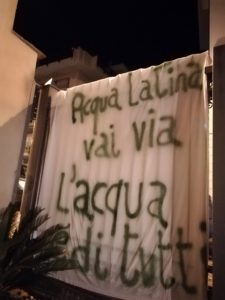 Acqua Latina
vai via
L'acqua
è di tutti